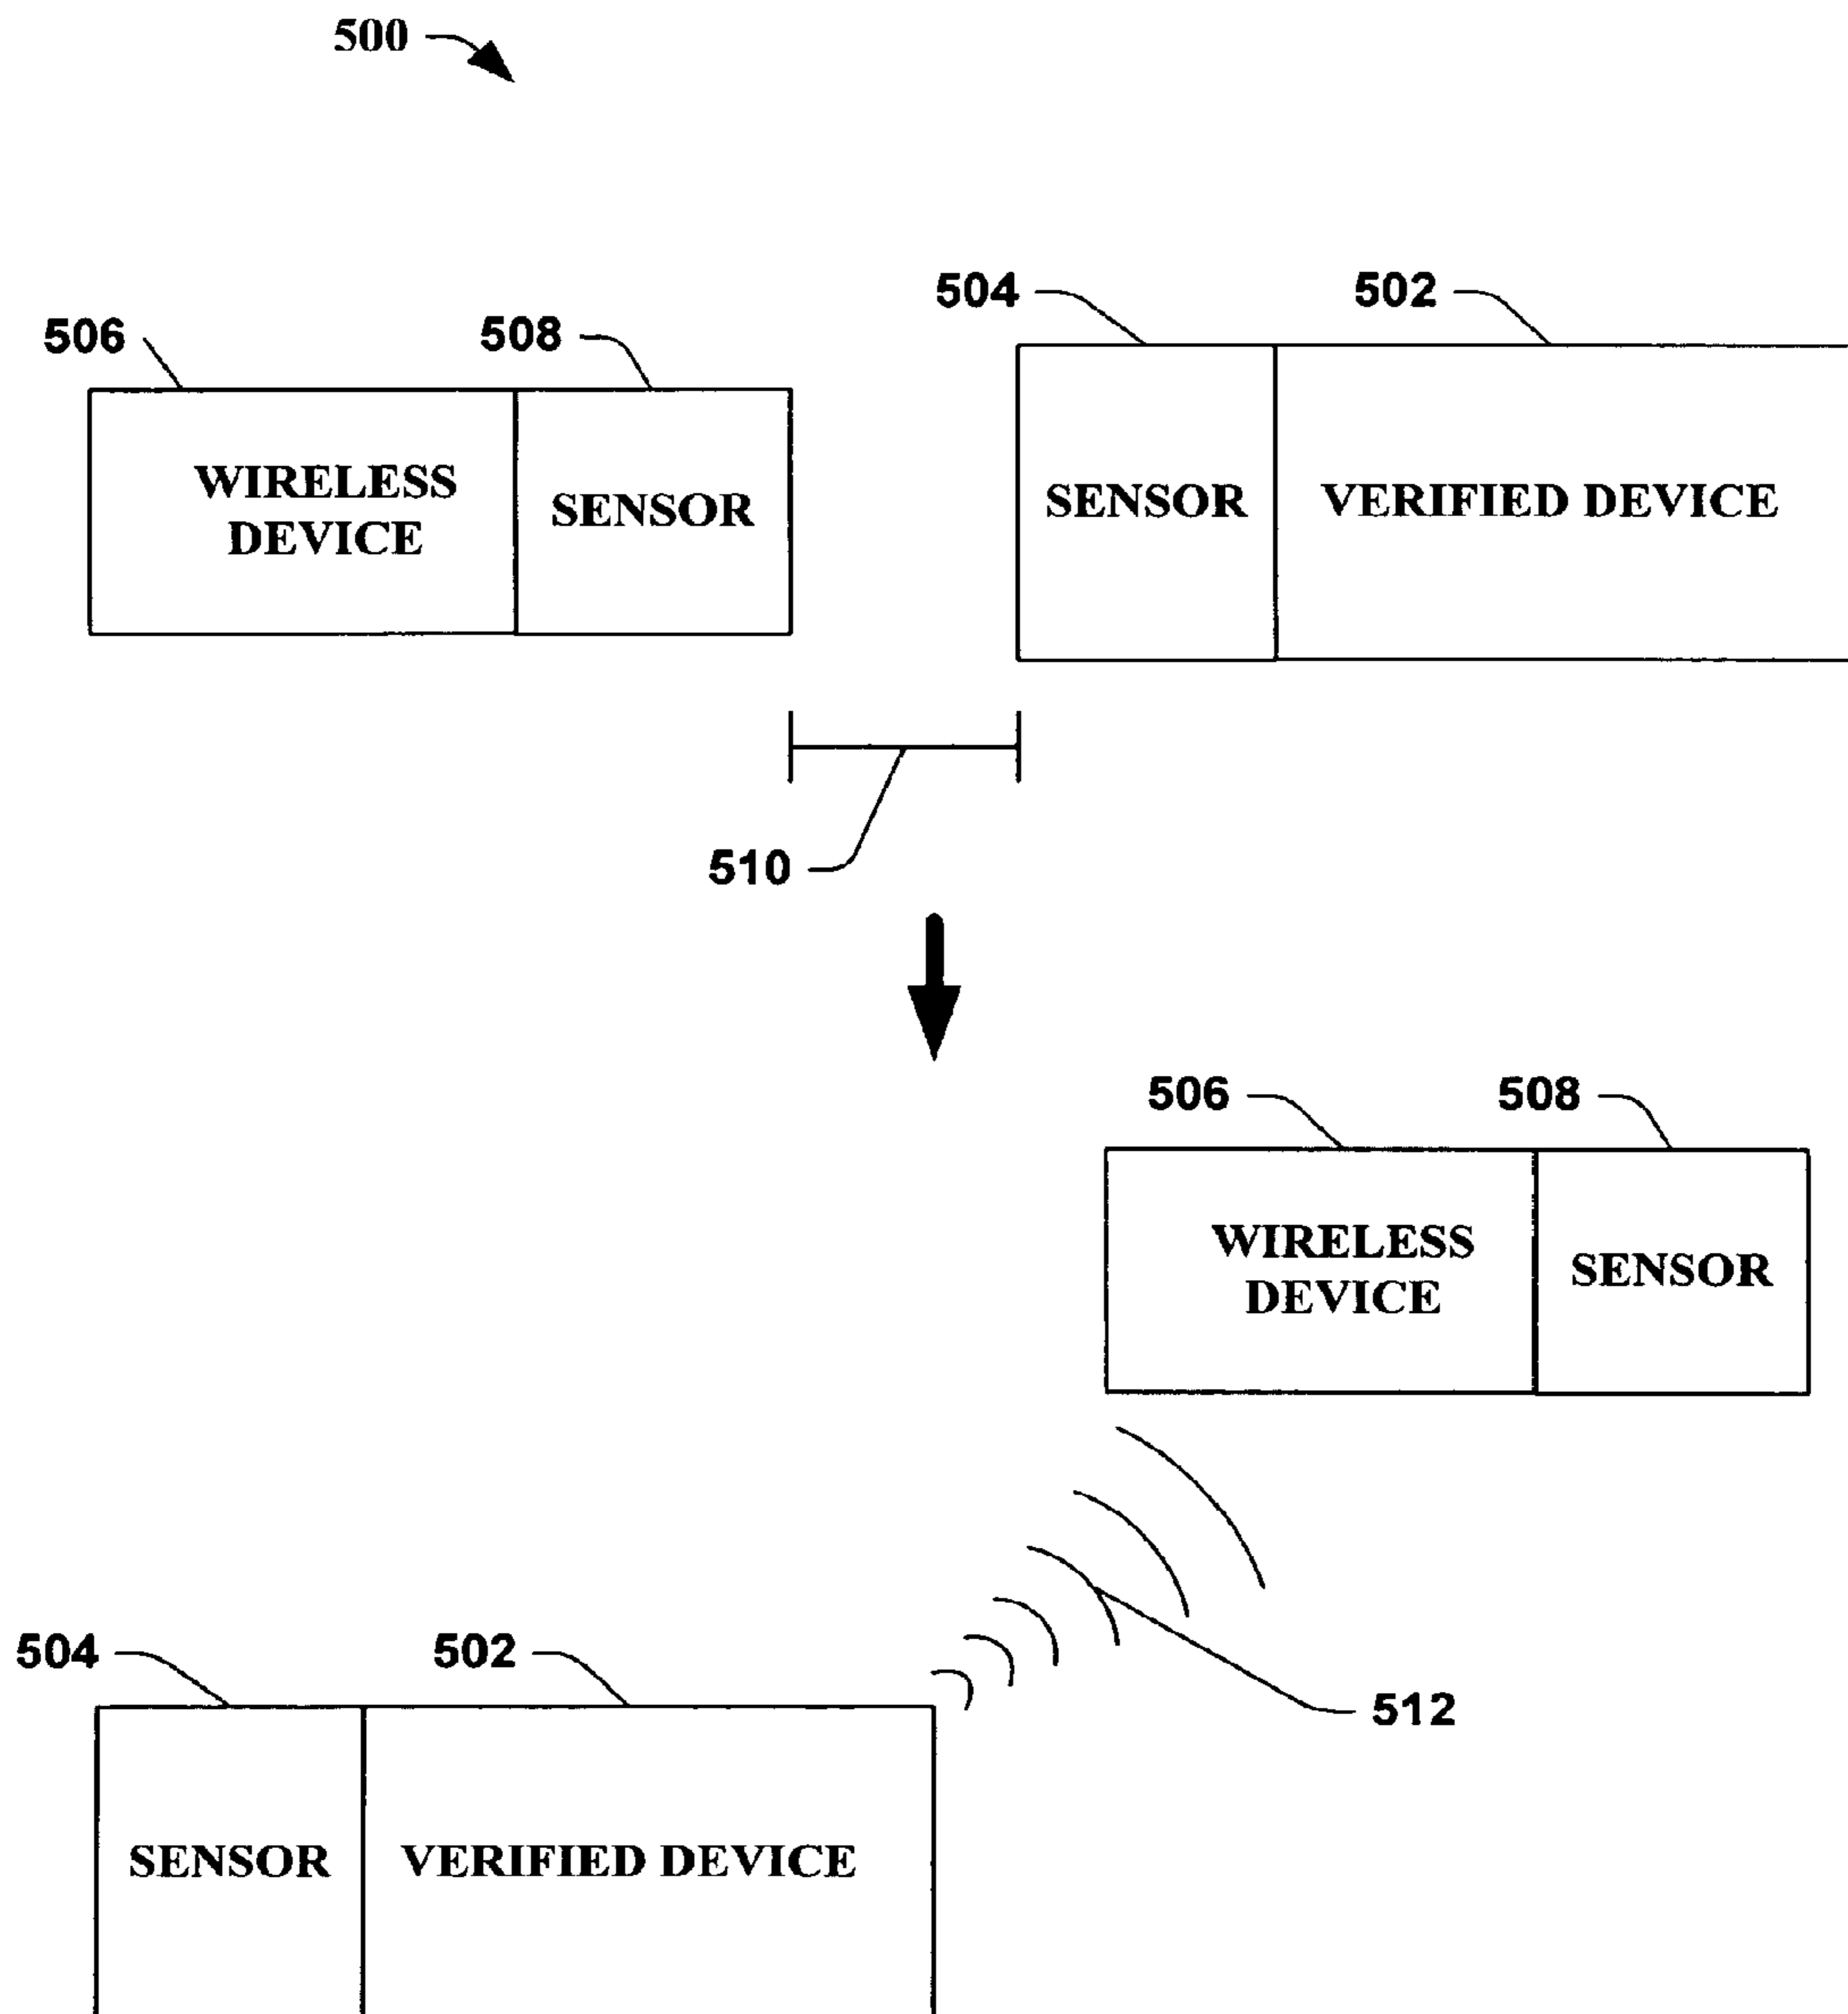 500
504
502
506
508
WIRELESS
DEVICE
SENSOR
SENSOR
VERIFIED DEVICE
510
506
508
WIRELESS
DEVICE
SENSOR
504
502
512
SENSOR
VERIFIED DEVICE